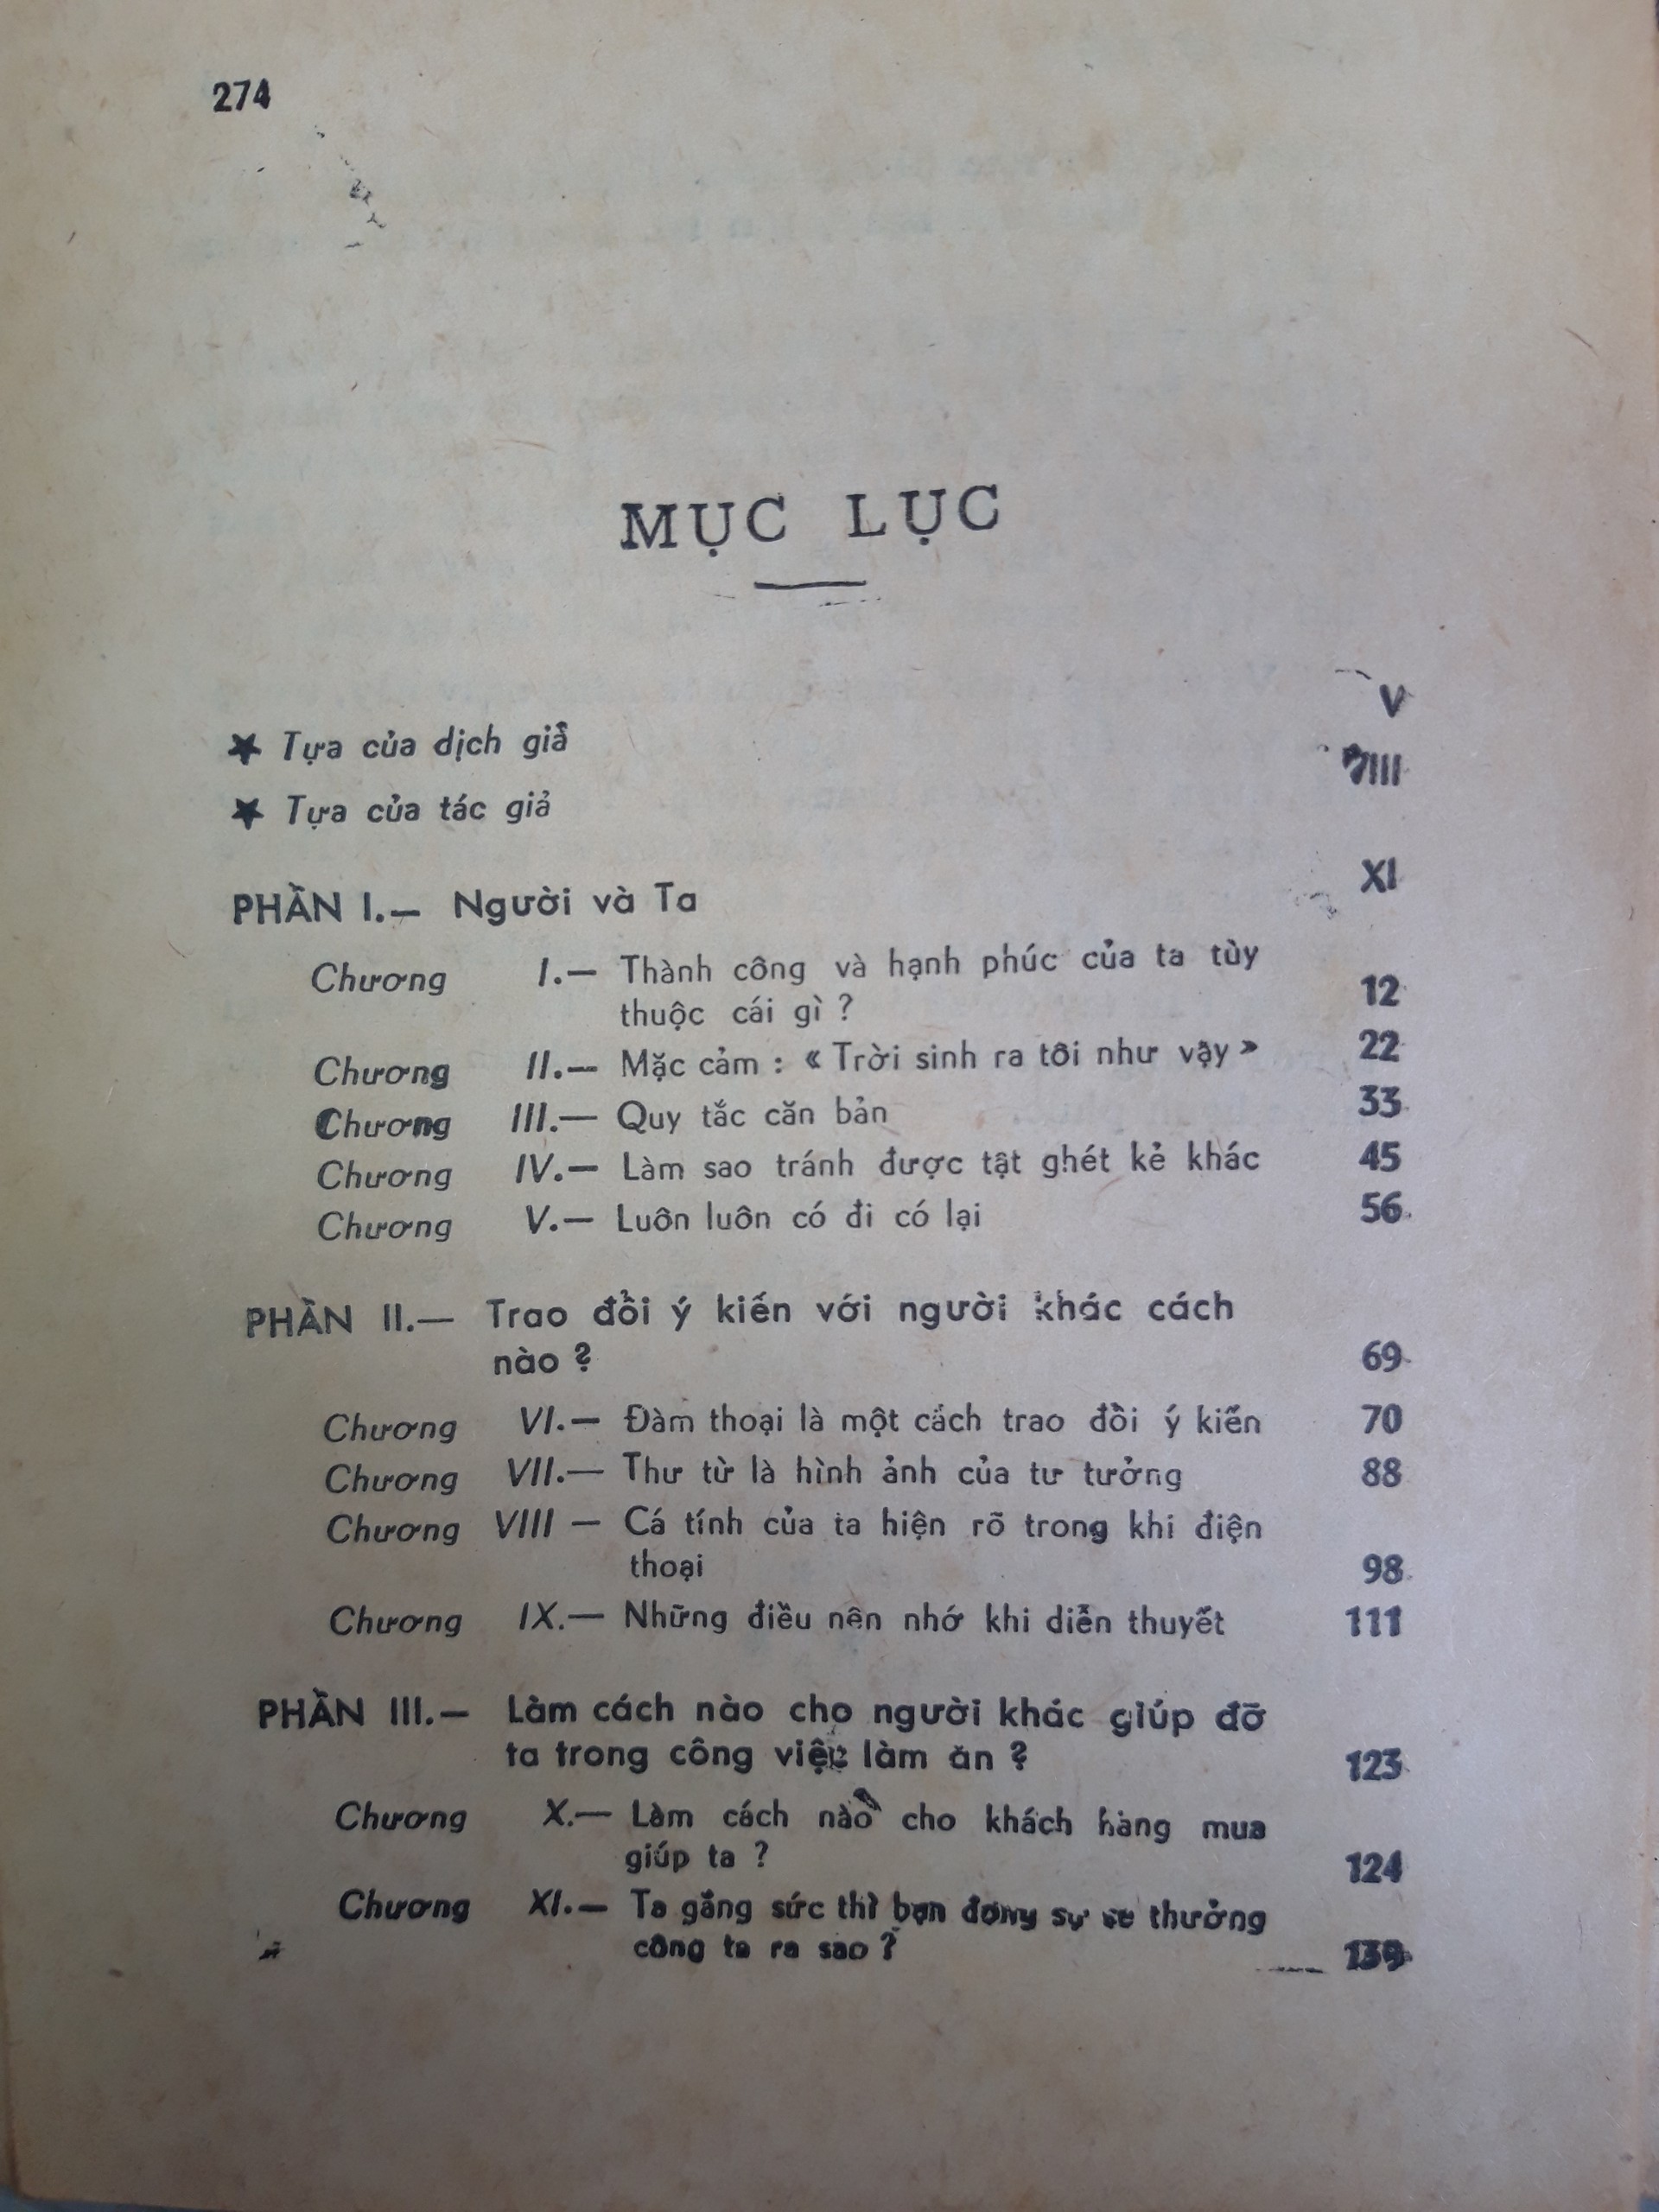 274
MỤC LỤC
★ Tựa của dịch giả V
★ Tựa của tác giả VIII
PHẦN I.— Người và Ta XI
Chương I.— Thành công và hạnh phúc của ta tùy
thuộc cái gì ? 12
Chương II.— Mặc cảm : « Trời sinh ra tôi như vậy » 22
Chương III.— Quy tắc căn bản 33
Chương IV.— Làm sao tránh được tật ghét kẻ khác 45
Chương V.— Luôn luôn có đi có lại 56
PHẦN II.— Trao đổi ý kiến với người khác cách
nào ? 69
Chương VI.— Đàm thoại là một cách trao đổi ý kiến 70
Chương VII.— Thư từ là hình ảnh của tư tưởng 88
Chương VIII — Cá tính của ta hiện rõ trong khi điện
thoại 98
Chương IX.— Những điều nên nhớ khi diễn thuyết 111
PHẦN III.— Làm cách nào cho người khác giúp đỡ
ta trong công việc làm ăn ? 123
Chương X.— Làm cách nào cho khách hàng mua
giúp ta ? 124
Chương XI.— Ta gắng sức thì bạn đồng sự sẽ thưởng
công ta ra sao ?